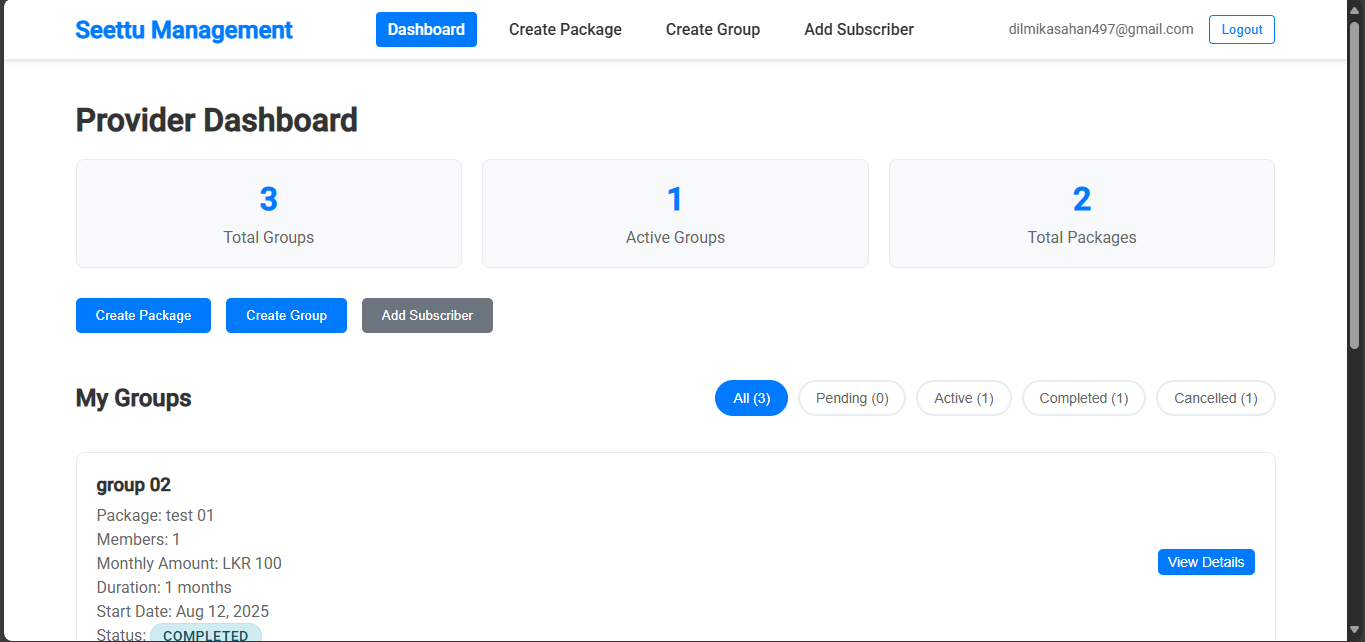 Seettu Management Dashboard Create Package Create Group Add Subscriber dilmikasahan497@gmail.com Logout
Provider Dashboard
3 1 2
Total Groups Active Groups Total Packages
Create Package Create Group Add Subscriber
My Groups All (3) Pending (0) Active (1) Completed (1) Cancelled (1)
group 02
Package: test 01
Members: 1
Monthly Amount: LKR 100
View Details
Duration: 1 months
Start Date: Aug 12, 2025
Status: COMPLETED